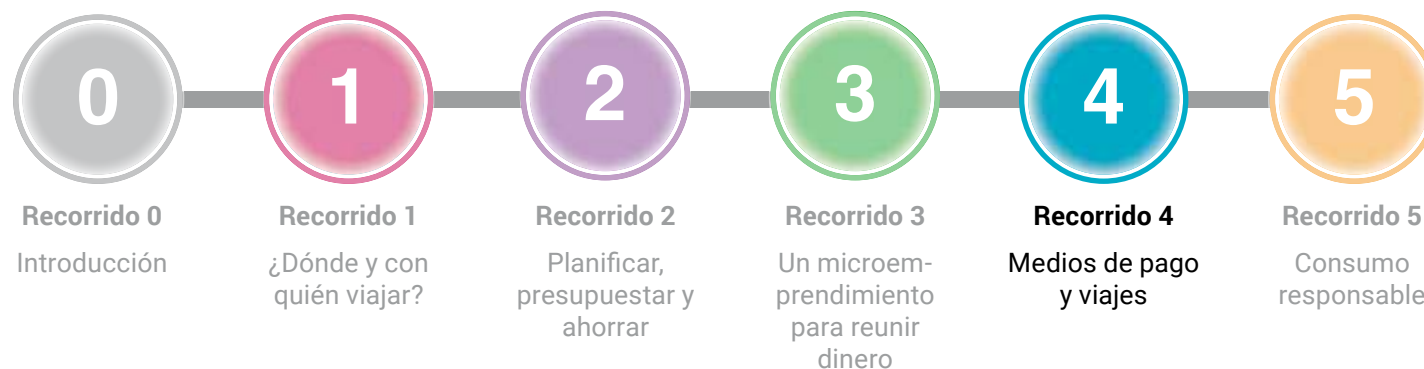 0
1
2
3
4
5
Recorrido 0
Introducción
Recorrido 1
¿Dónde y con
quién viajar?
Recorrido 2
Planificar,
presupuestar y
ahorrar
Recorrido 3
Un microem-
prendimiento
para reunir
dinero
Recorrido 4
Medios de pago
y viajes
Recorrido 5
Consumo
responsable